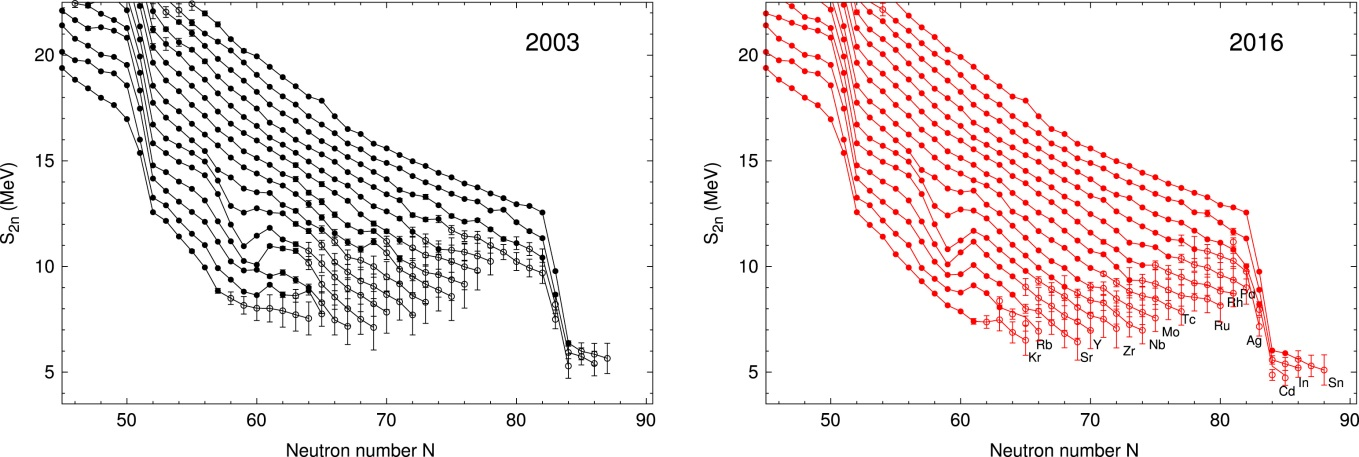 2003
20
15
10
5
S2n (MeV)
50
60
70
80
90
Neutron number N
2016
20
15
10
5
S2n (MeV)
Kr
Rb
Sr
Y
Zr
Nb
Mo
Tc
Ru
Rh
Pd
Ag
Cd
In
Sn
50
60
70
80
90
Neutron number N